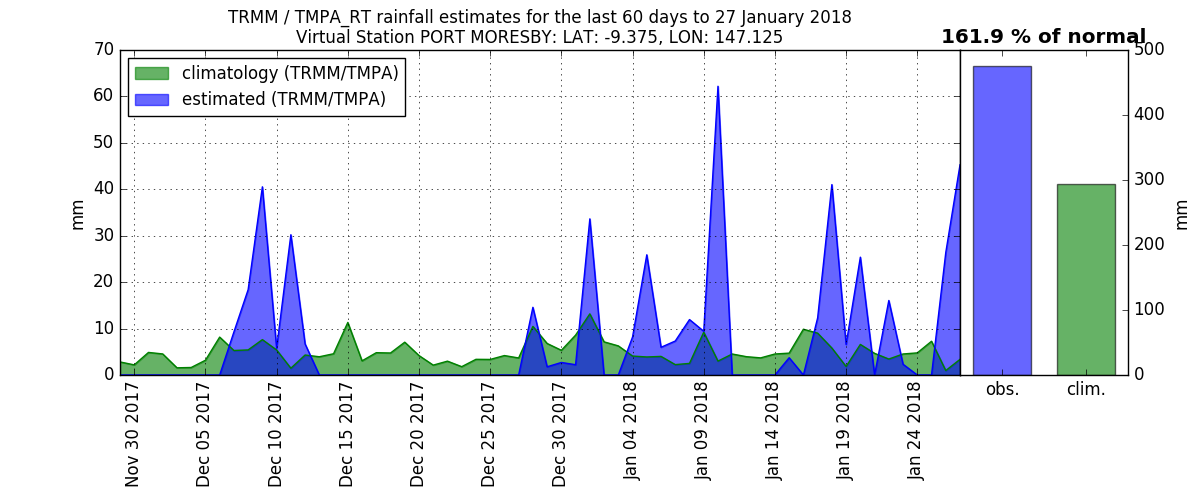 TRMM / TMPA_RT rainfall estimates for the last 60 days to 27 January 2018
Virtual Station PORT MORESBY: LAT: -9.375, LON: 147.125
161.9 % of normal
climatology (TRMM/TMPA)
estimated (TRMM/TMPA)
mm
70
60
50
40
30
20
10
0
Nov 30 2017
Dec 05 2017
Dec 10 2017
Dec 15 2017
Dec 20 2017
Dec 25 2017
Dec 30 2017
Jan 04 2018
Jan 09 2018
Jan 14 2018
Jan 19 2018
Jan 24 2018
obs.
clim.
500
400
300
200
100
0
mm